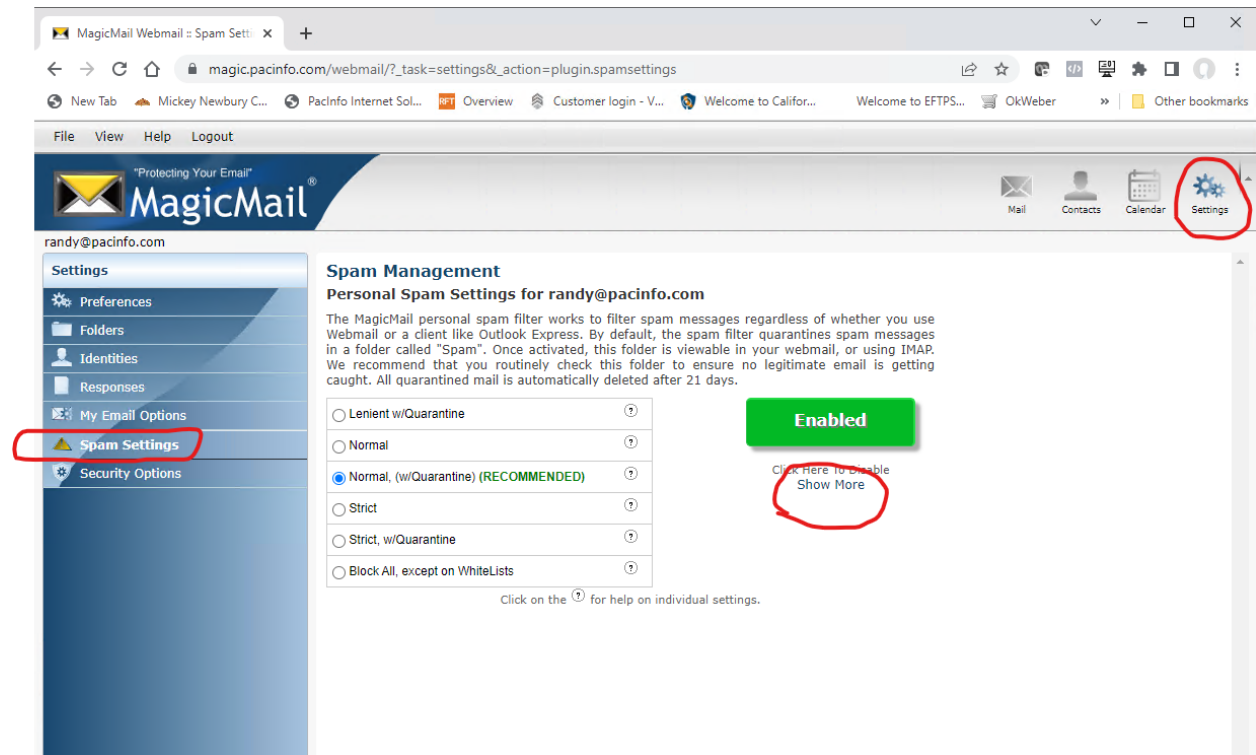 MagicMail Webmail :: Spam Setti
magic.pacinfo.com/webmail/?_task=settings&_action=plugin.spamsettings
New Tab Mickey Newbury C... PacInfo Internet Sol... RFT Overview Customer login - V... Welcome to Califor... Welcome to EFTPS... OkWeber » Other bookmarks
File View Help Logout
"Protecting Your Email"
MagicMail®
Mail Contacts Calendar Settings
randy@pacinfo.com
Settings
Preferences
Folders
Identities
Responses
My Email Options
Spam Settings
Security Options
Spam Management
Personal Spam Settings for randy@pacinfo.com
The MagicMail personal spam filter works to filter spam messages regardless of whether you use
Webmail or a client like Outlook Express. By default, the spam filter quarantines spam messages
in a folder called "Spam". Once activated, this folder is viewable in your webmail, or using IMAP.
We recommend that you routinely check this folder to ensure no legitimate email is getting
caught. All quarantined mail is automatically deleted after 21 days.
Lenient w/Quarantine ?
Normal ?
Normal, (w/Quarantine) (RECOMMENDED) ?
Strict ?
Strict, w/Quarantine ?
Block All, except on WhiteLists ?
Enabled
Click Here To Disable
Show More
Click on the ? for help on individual settings.